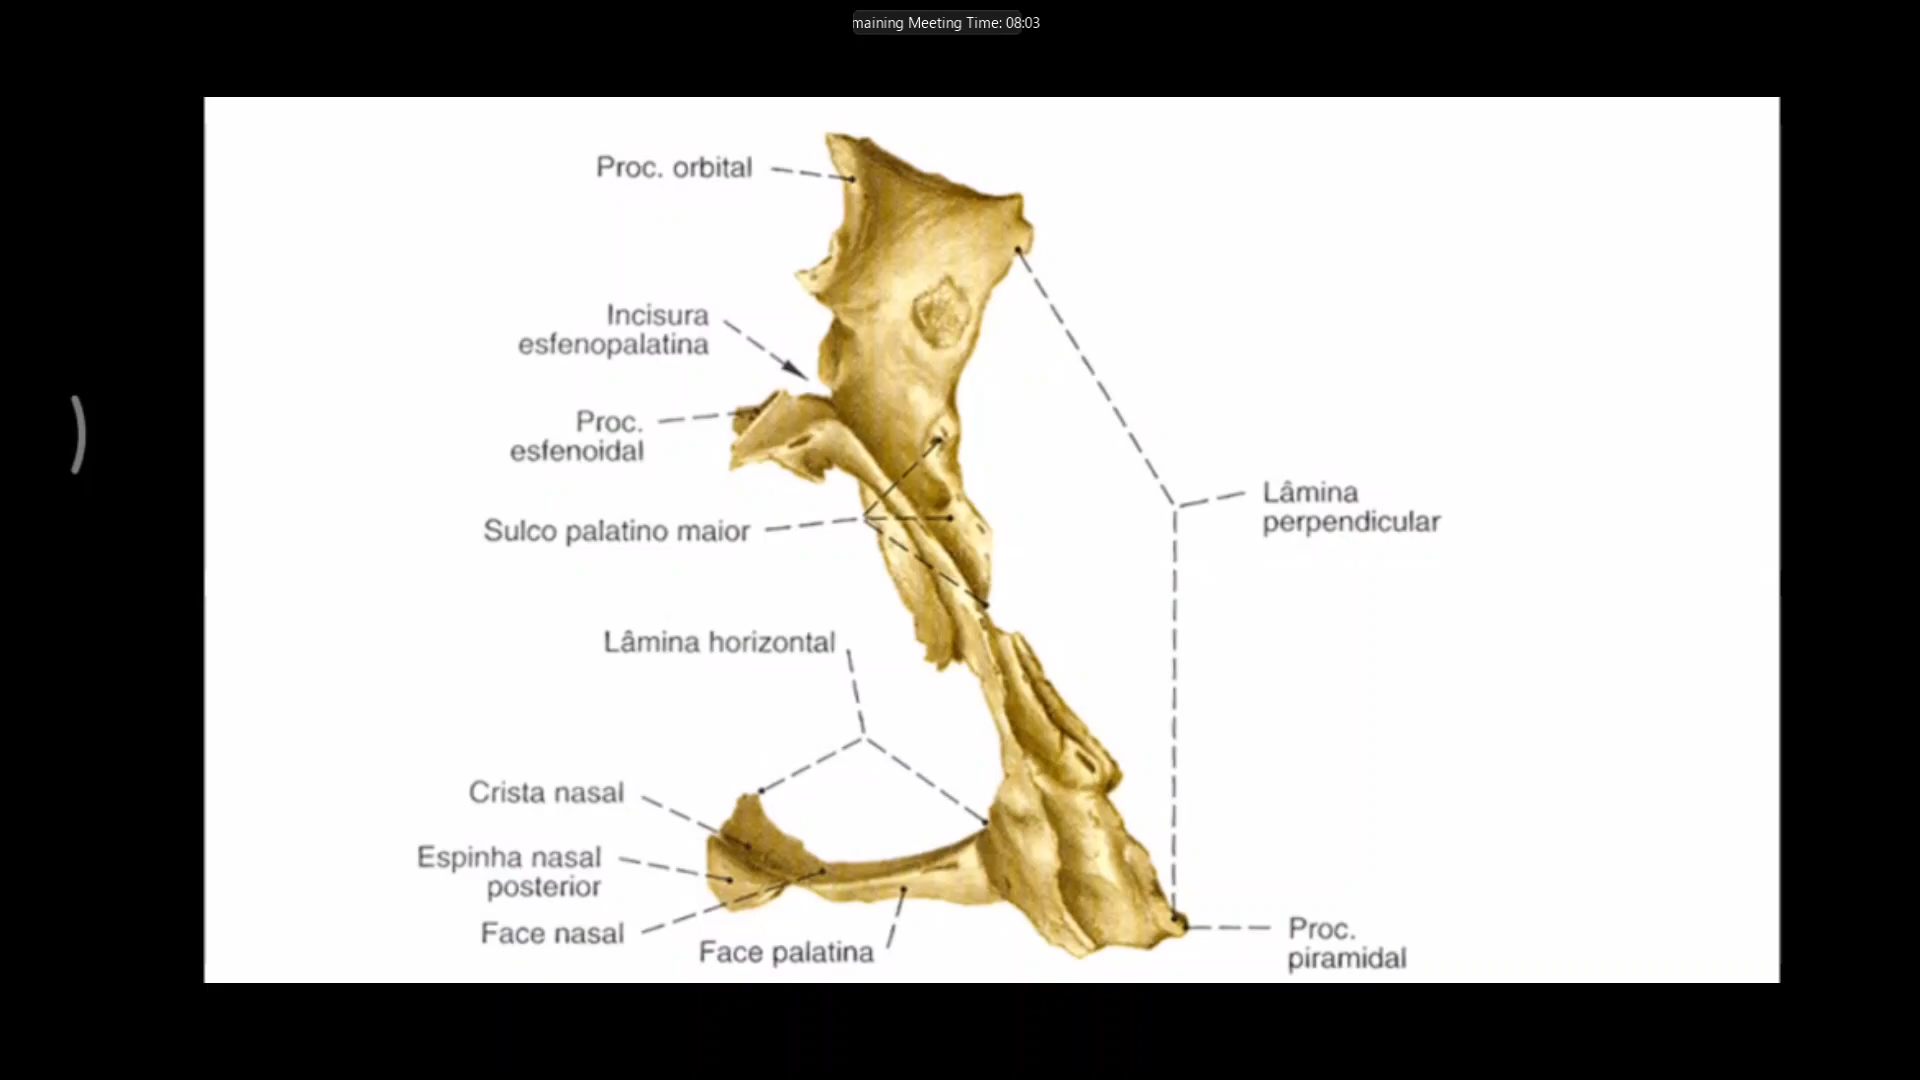 maining Meeting Time: 08:03
Proc. orbital
Incisura
esfenopalatina
Proc.
esfenoidal
Sulco palatino maior
Lâmina
perpendicular
Lâmina horizontal
Crista nasal
Espinha nasal
posterior
Face nasal
Face palatina
Proc.
piramidal